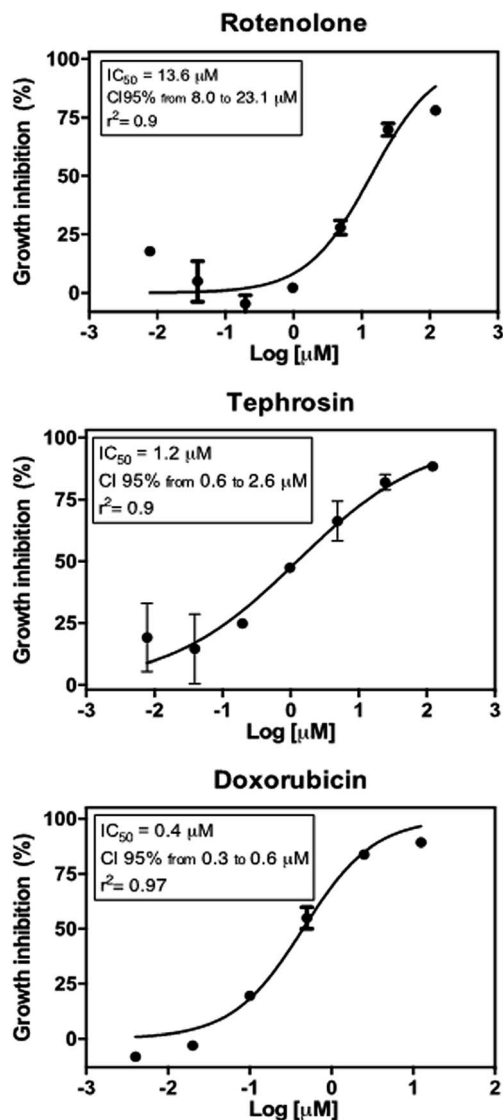 Rotenolone
Growth inhibition (%)
100
75
50
25
0
IC50 = 13.6 μM
CI95% from 8.0 to 23.1 μM
r2= 0.9
-3 -2 -1 0 1 2 3
Log [μM]
Tephrosin
Growth inhibition (%)
100
75
50
25
0
IC50 = 1.2 μM
CI 95% from 0.6 to 2.6 μM
r2= 0.9
-3 -2 -1 0 1 2 3
Log [μM]
Doxorubicin
Growth inhibition (%)
100
75
50
25
0
IC50 = 0.4 μM
CI 95% from 0.3 to 0.6 μM
r2= 0.97
-3 -2 -1 0 1 2
Log [μM]